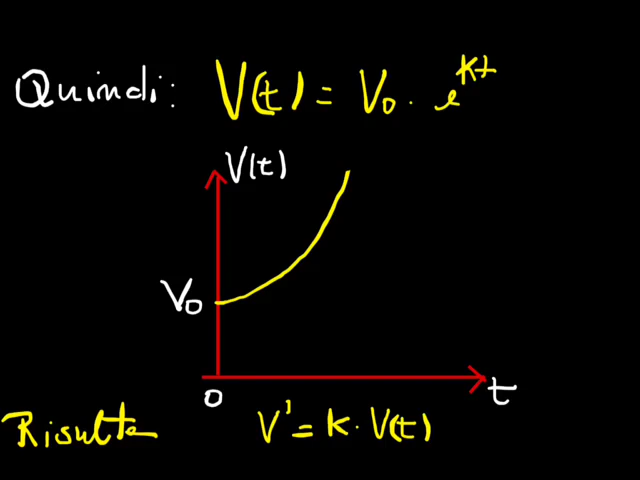 Quindi: V(t) = V₀ · e^{Kt}
V(t)
V₀
0
t
Risulta V' = K · V(t)